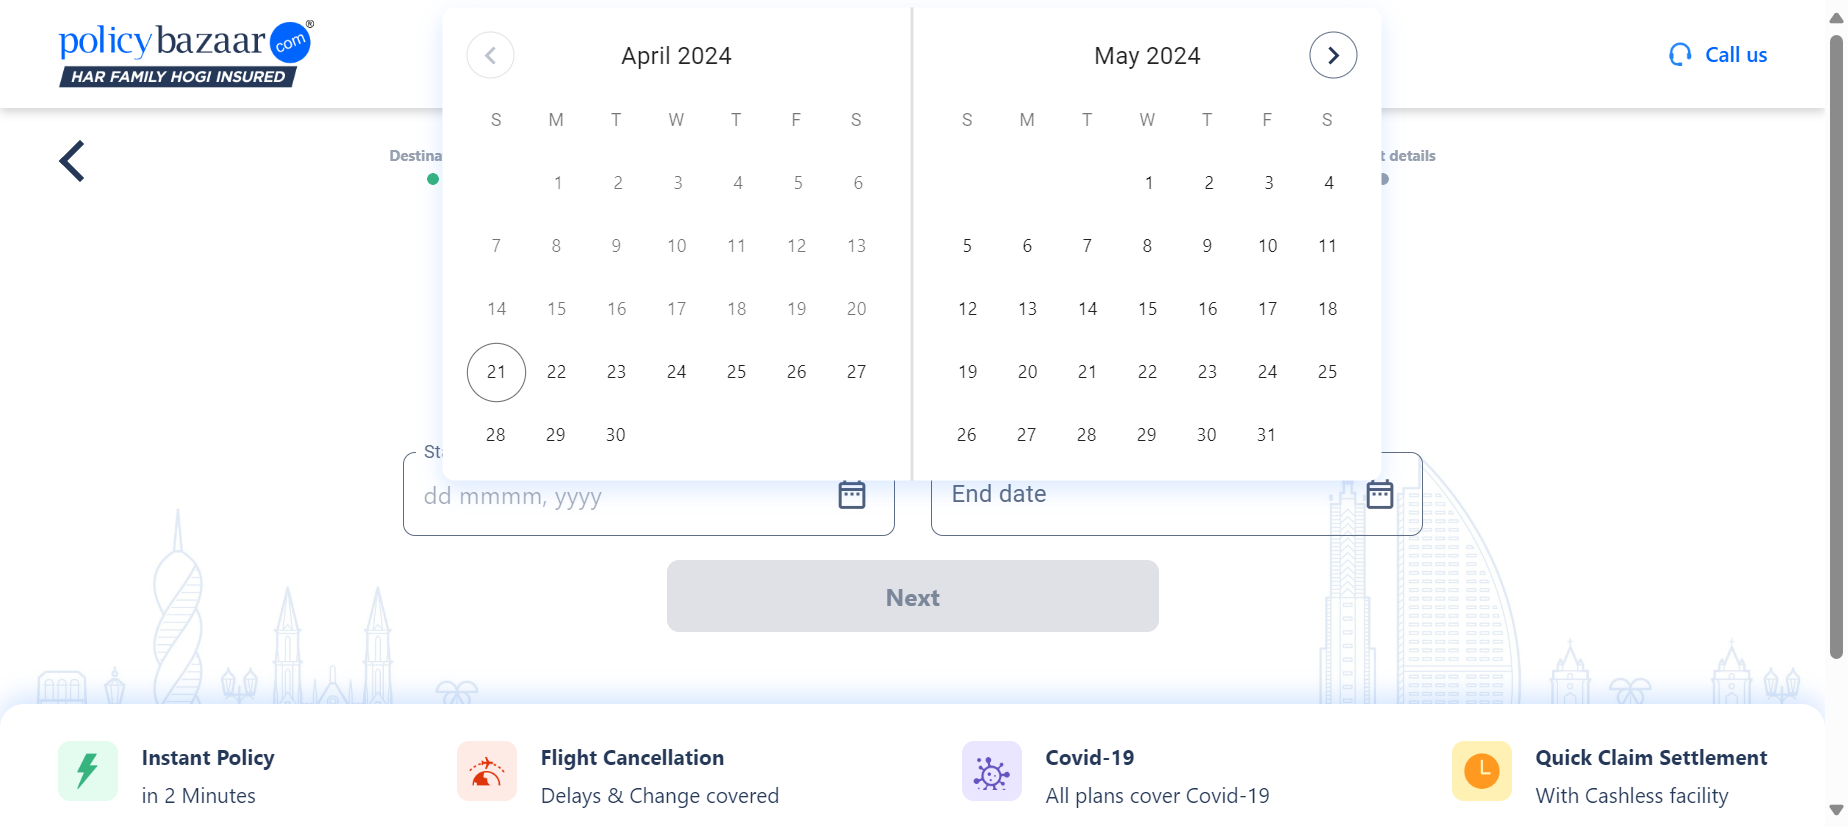 policybazaar.com®
HAR FAMILY HOGI INSURED
Call us
April 2024
S M T W T F S
1 2 3 4 5 6
7 8 9 10 11 12 13
14 15 16 17 18 19 20
21 22 23 24 25 26 27
28 29 30
May 2024
S M T W T F S
1 2 3 4
5 6 7 8 9 10 11
12 13 14 15 16 17 18
19 20 21 22 23 24 25
26 27 28 29 30 31
Destina
t details
Sta
dd mmmm, yyyy
End date
Next
Instant Policy
in 2 Minutes
Flight Cancellation
Delays & Change covered
Covid-19
All plans cover Covid-19
Quick Claim Settlement
With Cashless facility